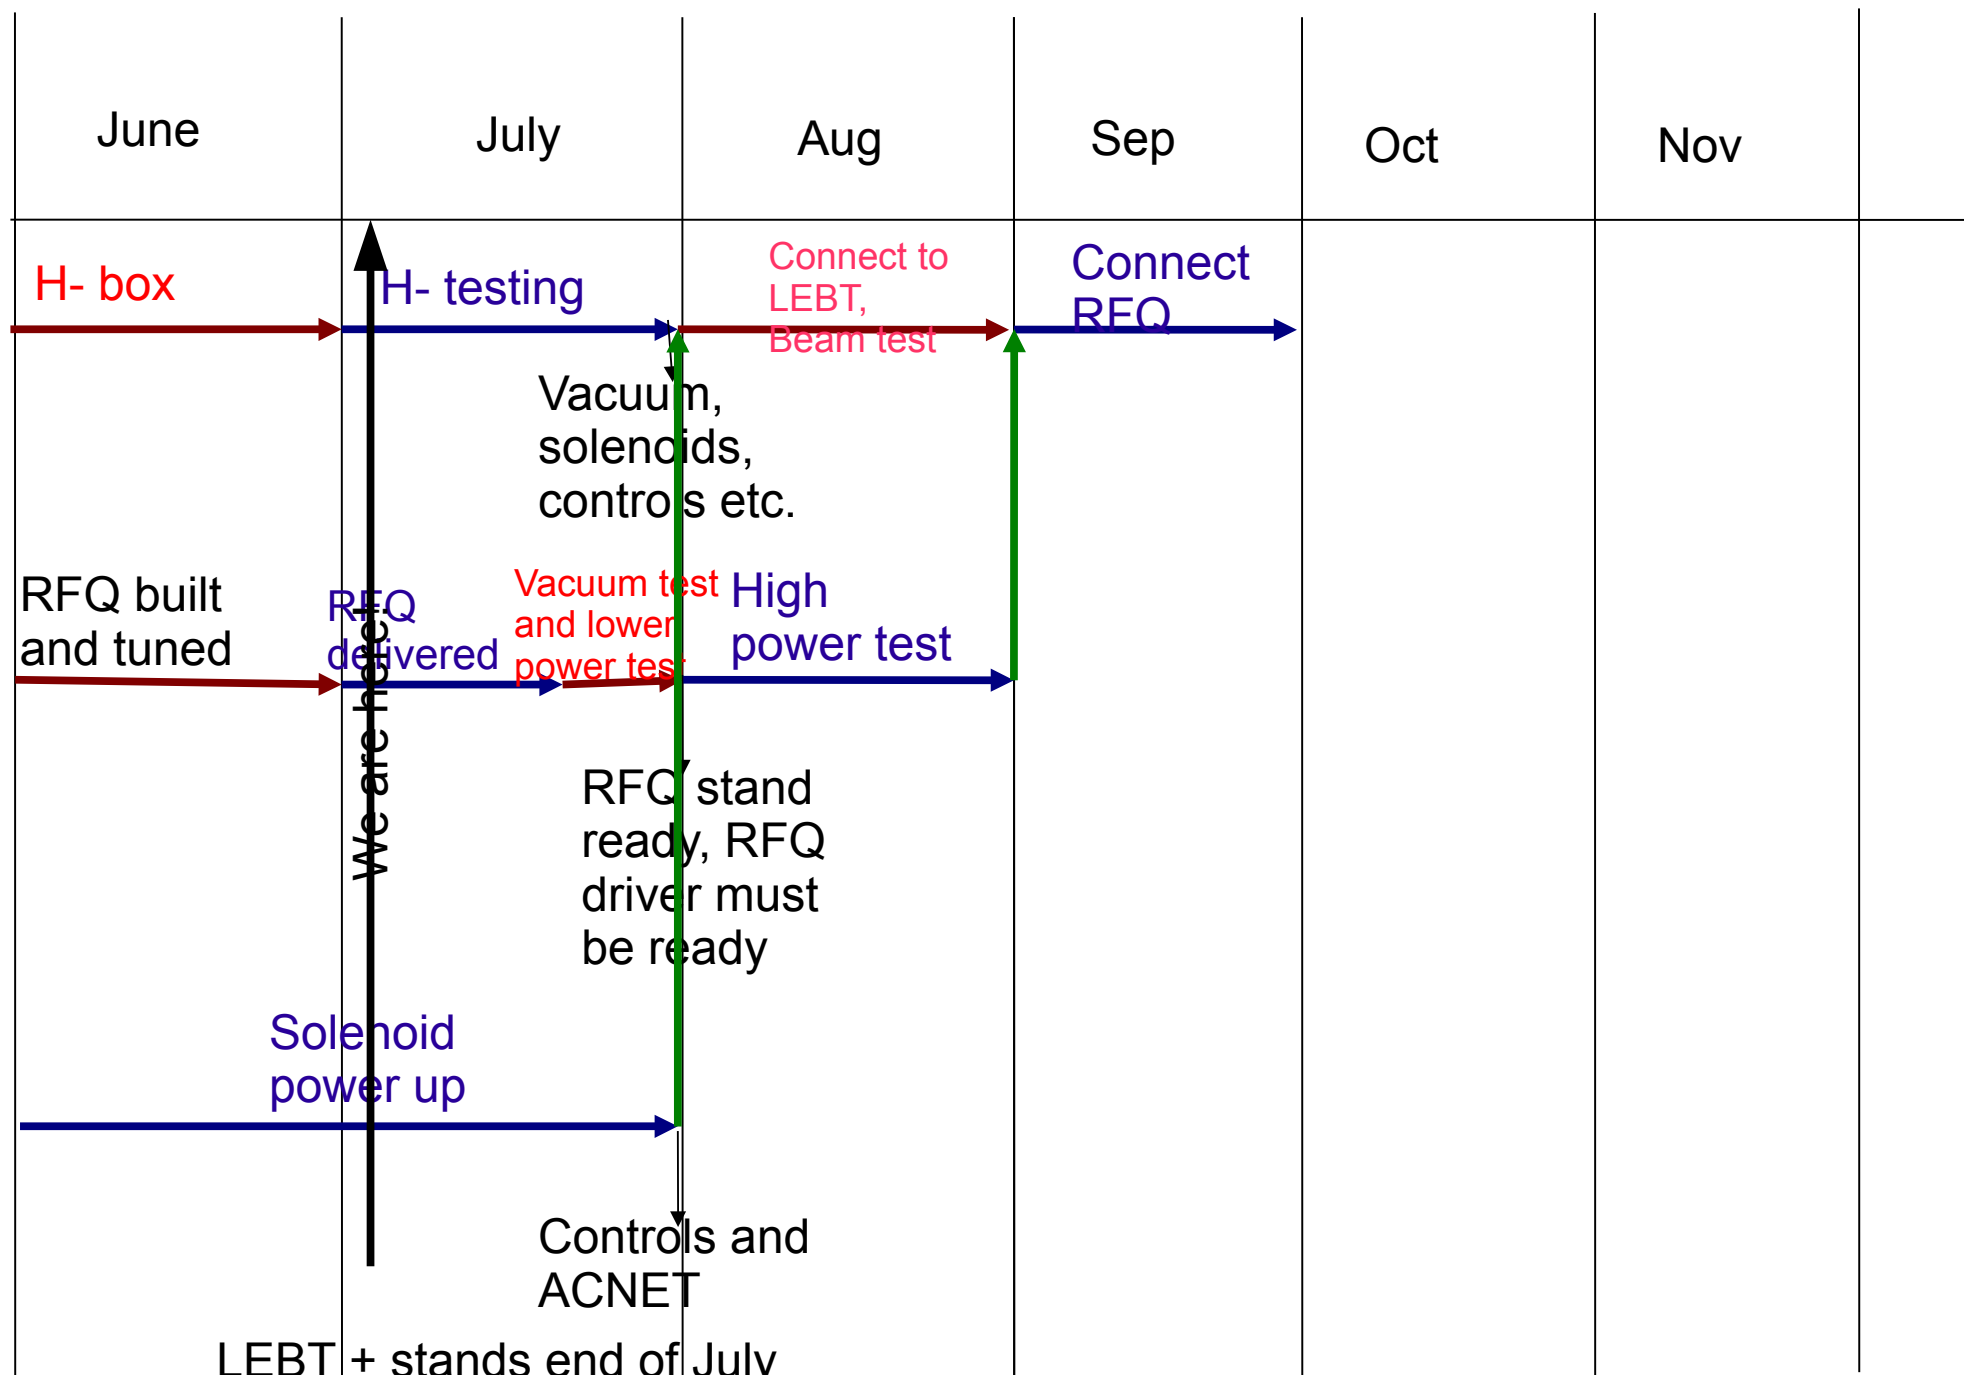 June
July
Aug
Sep
Oct
Nov
H- box
H- testing
Connect to
LEBT,
Beam test
Connect
RFQ
Vacuum,
solenoids,
controls etc.
RFQ built
and tuned
RFQ
delivered
Vacuum test
and lower
power test
High
power test
We are here!
RFQ stand
ready, RFQ
driver must
be ready
Solenoid
power up
Controls and
ACNET
LEBT + stands end of July